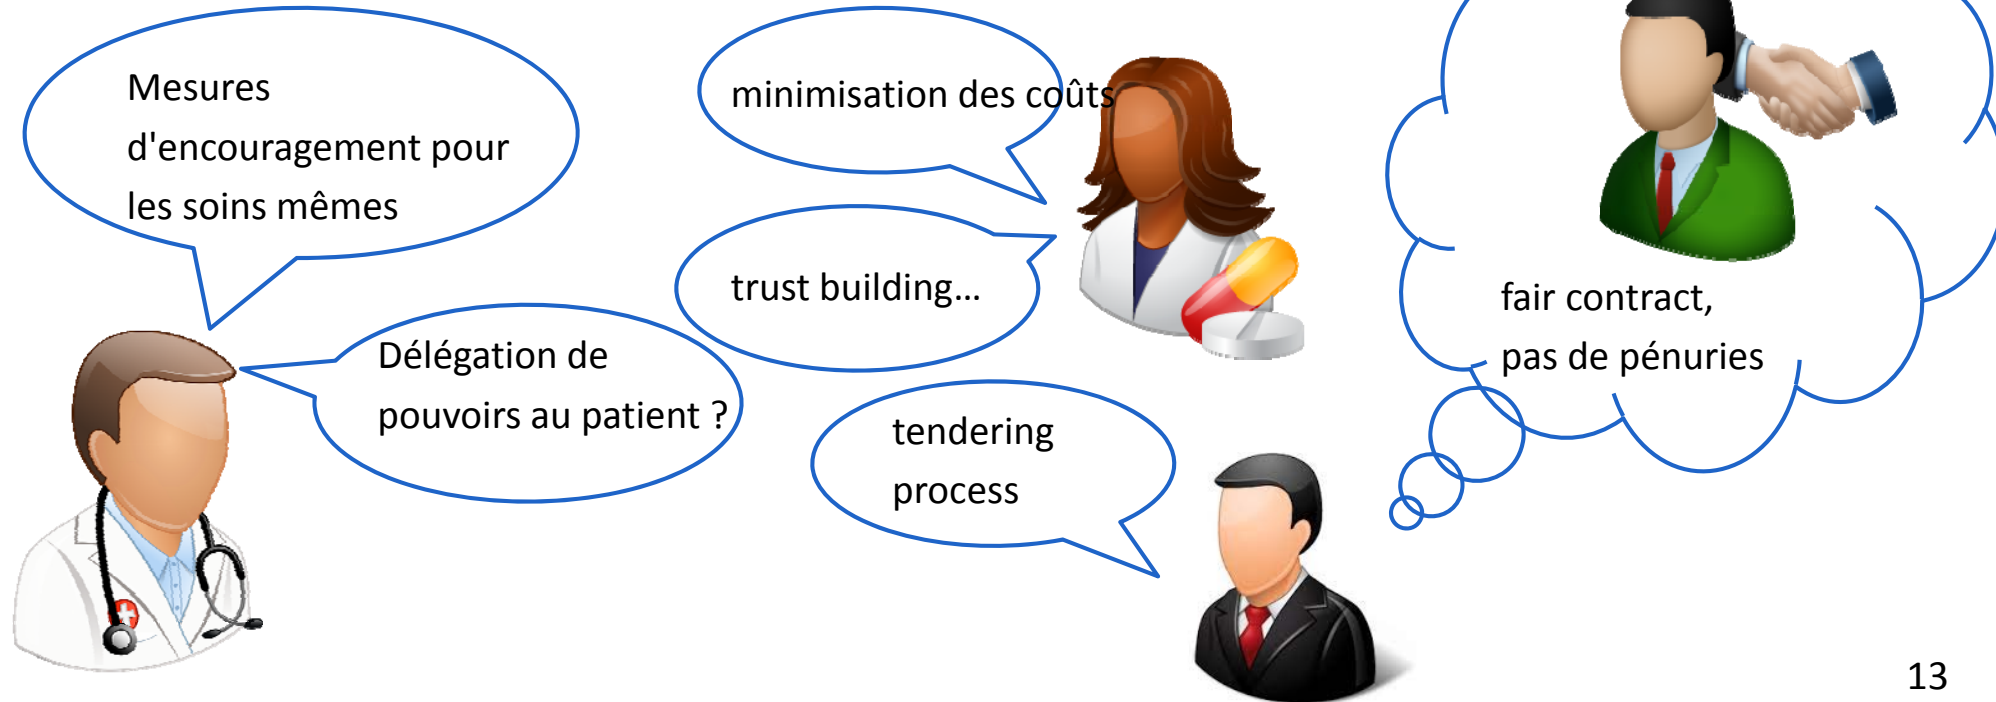 Mesures
d'encouragement pour
les soins mêmes
Délégation de
pouvoirs au patient ?
minimisation des coûts
trust building...
tendering
process
fair contract,
pas de pénuries
13